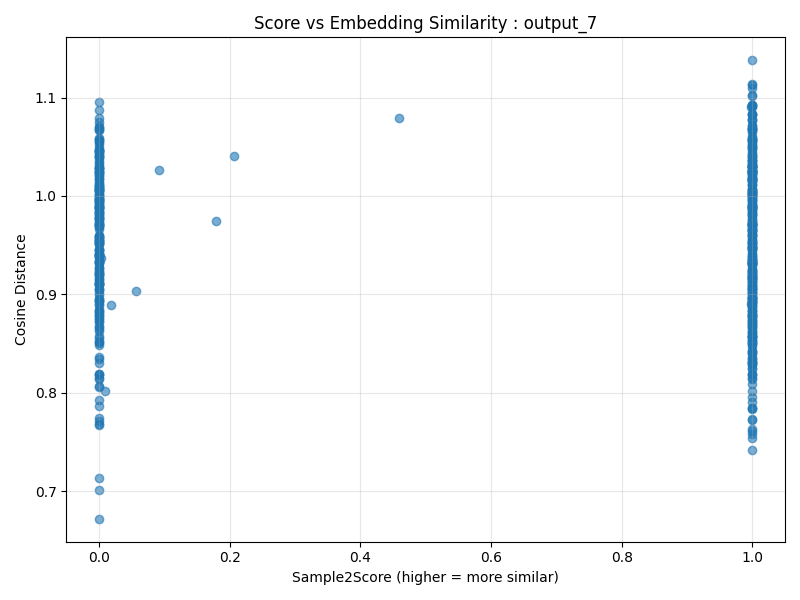 Score vs Embedding Similarity : output_7
Cosine Distance
1.1
1.0
0.9
0.8
0.7
0.0 0.2 0.4 0.6 0.8 1.0
Sample2Score (higher = more similar)